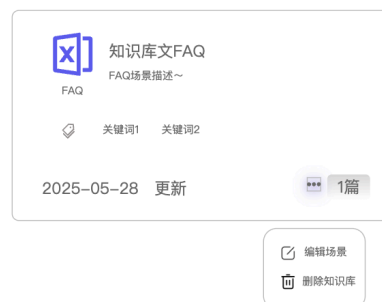 知识库文FAQ
FAQ场景描述～
FAQ
关键词1 关键词2
2025-05-28 更新
1篇
编辑场景
删除知识库